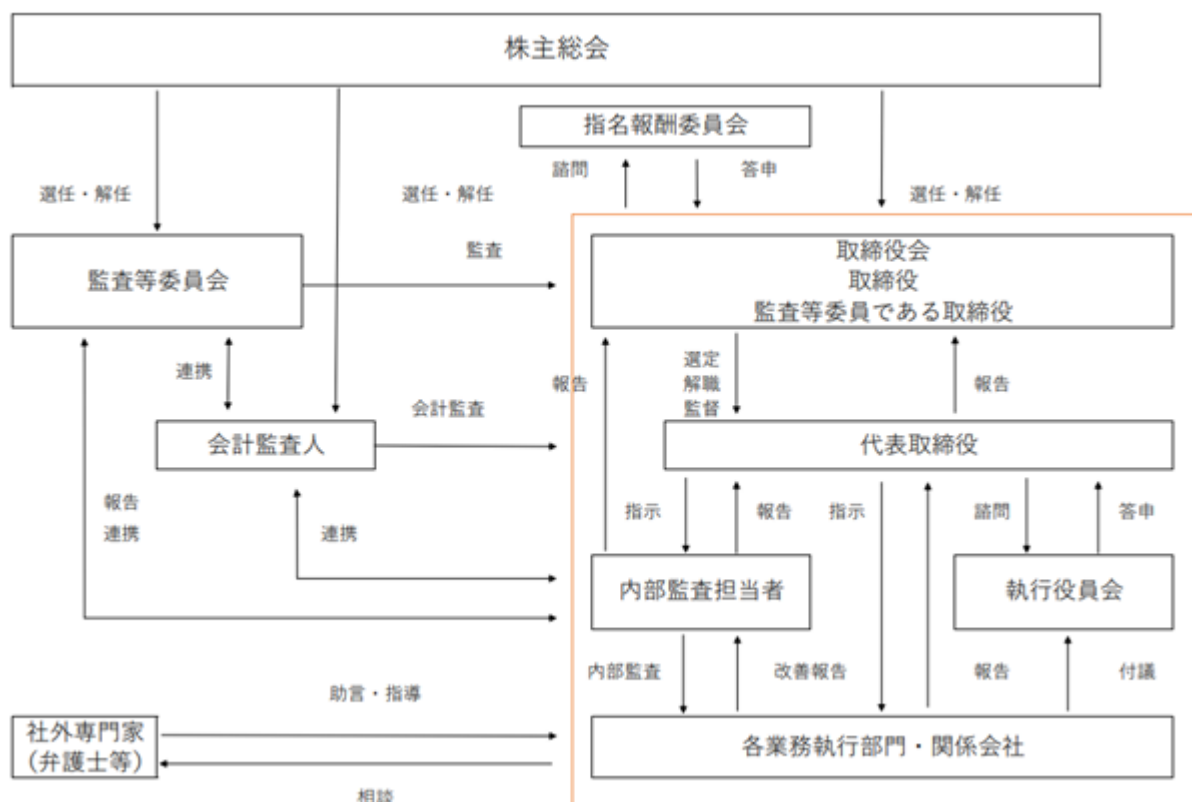 株主総会
指名報酬委員会
諮問
答申
選任・解任
選任・解任
選任・解任
監査等委員会
監査
取締役会
取締役
監査等委員である取締役
連携
報告
選定
解職
監督
報告
会計監査
会計監査人
代表取締役
報告
連携
連携
指示
報告
指示
諮問
答申
内部監査担当者
執行役員会
内部監査
改善報告
報告
付議
助言・指導
社外専門家
(弁護士等)
各業務執行部門・関係会社
相談